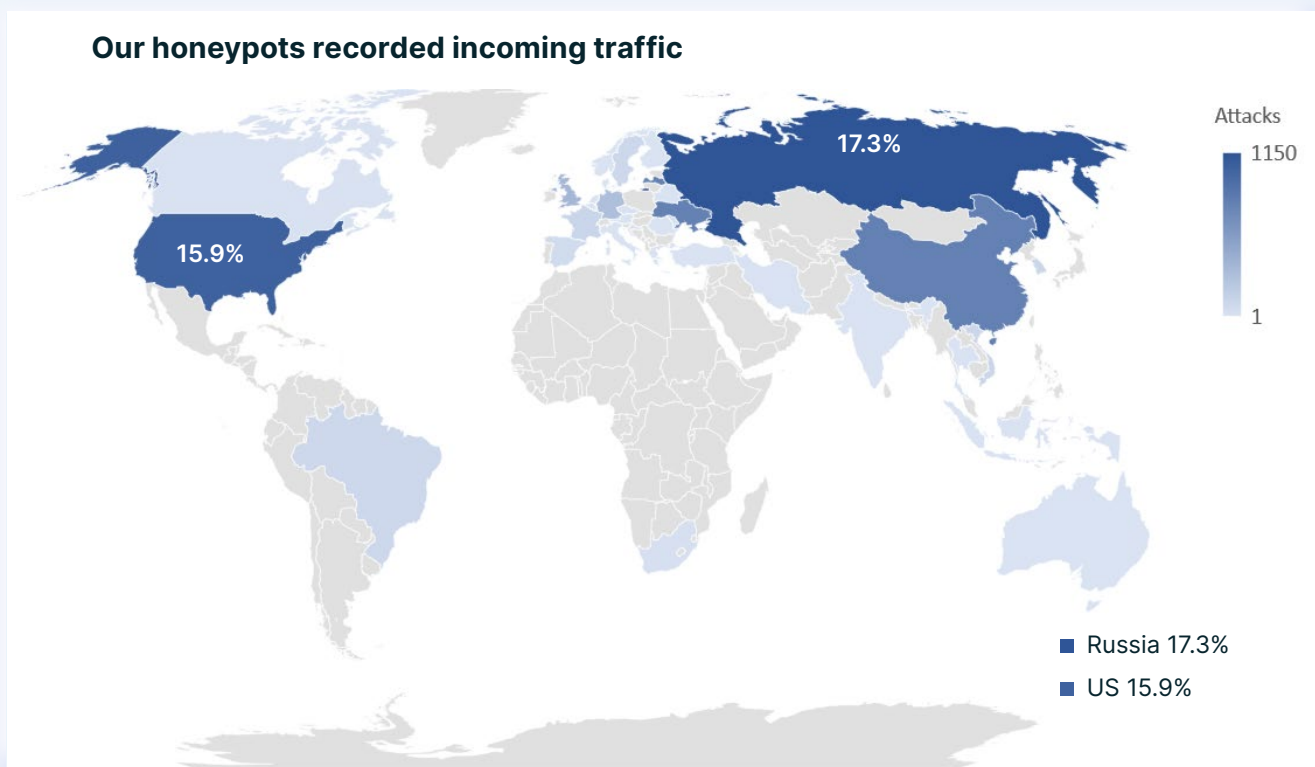 Our honeypots recorded incoming traffic
Attacks
1150
17.3%
15.9%
1
Russia 17.3%
US 15.9%